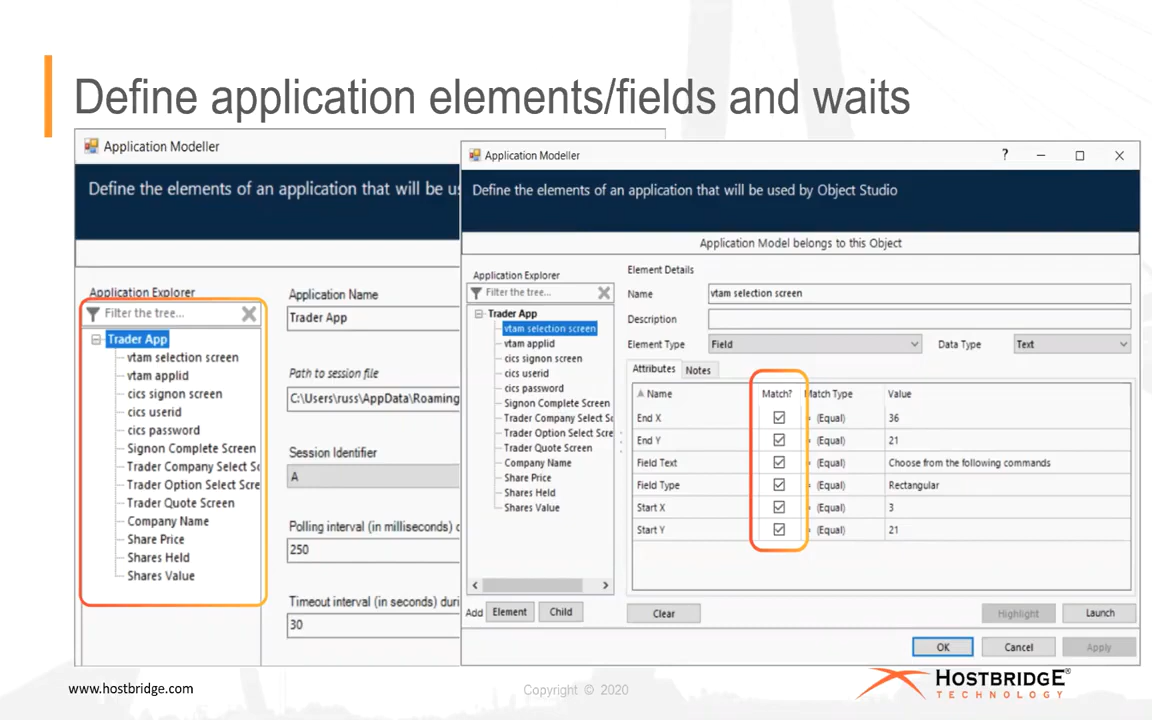 Define application elements/fields and waits
Application Modeller
Define the elements of an application that will be
Application Explorer
Filter the tree...
Trader App
vtam selection screen
vtam applid
cics signon screen
cics userid
cics password
Signon Complete Screen
Trader Company Select Sc
Trader Option Select Scre
Trader Quote Screen
Company Name
Share Price
Shares Held
Shares Value
Application Name
Trader App
Path to session file
C:\Users\russ\AppData\Roaming
Session Identifier
A
Polling interval (in milliseconds)
250
Timeout interval (in seconds) duri
30
Application Modeller
?
Define the elements of an application that will be used by Object Studio
Application Model belongs to this Object
Application Explorer
Filter the tree...
Trader App
vtam selection screen
vtam applid
cics signon screen
cics userid
cics password
Signon Complete Screen
Trader Company Select Sc
Trader Option Select Scre
Trader Quote Screen
Company Name
Share Price
Shares Held
Shares Value
Add Element Child
Element Details
Name vtam selection screen
Description
Element Type Field Data Type Text
Attributes Notes
Name Match? Match Type Value
End X = (Equal) 36
End Y = (Equal) 21
Field Text = (Equal) Choose from the following commands
Field Type = (Equal) Rectangular
Start X = (Equal) 3
Start Y = (Equal) 21
Clear Highlight Launch
OK Cancel Apply
www.hostbridge.com
Copyright © 2020
HOSTBRIDGE®
TECHNOLOGY